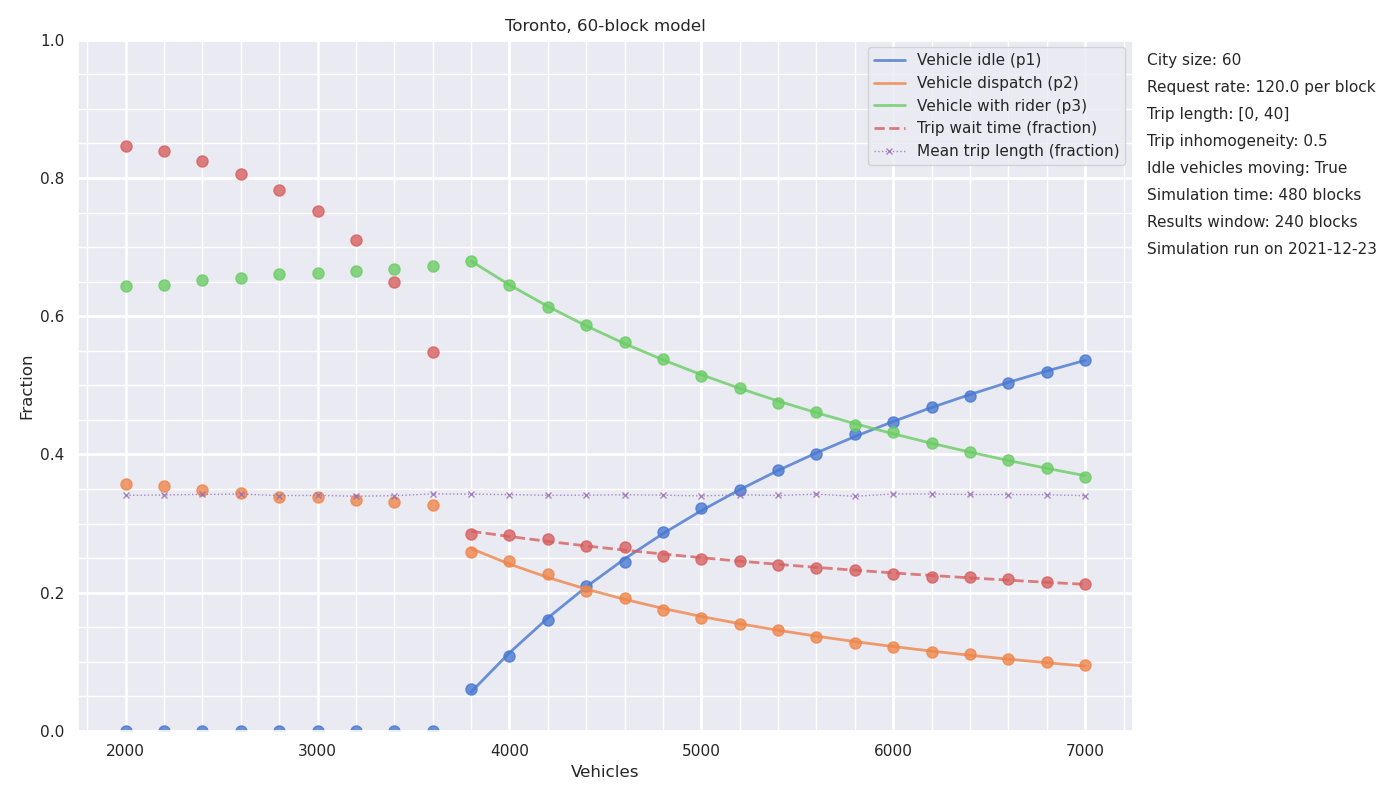 Toronto, 60-block model
1.0
0.8
0.6
0.4
0.2
0.0
Fraction
2000
3000
4000
5000
6000
7000
Vehicles
Vehicle idle (p1)
Vehicle dispatch (p2)
Vehicle with rider (p3)
Trip wait time (fraction)
Mean trip length (fraction)
City size: 60
Request rate: 120.0 per block
Trip length: [0, 40]
Trip inhomogeneity: 0.5
Idle vehicles moving: True
Simulation time: 480 blocks
Results window: 240 blocks
Simulation run on 2021-12-23